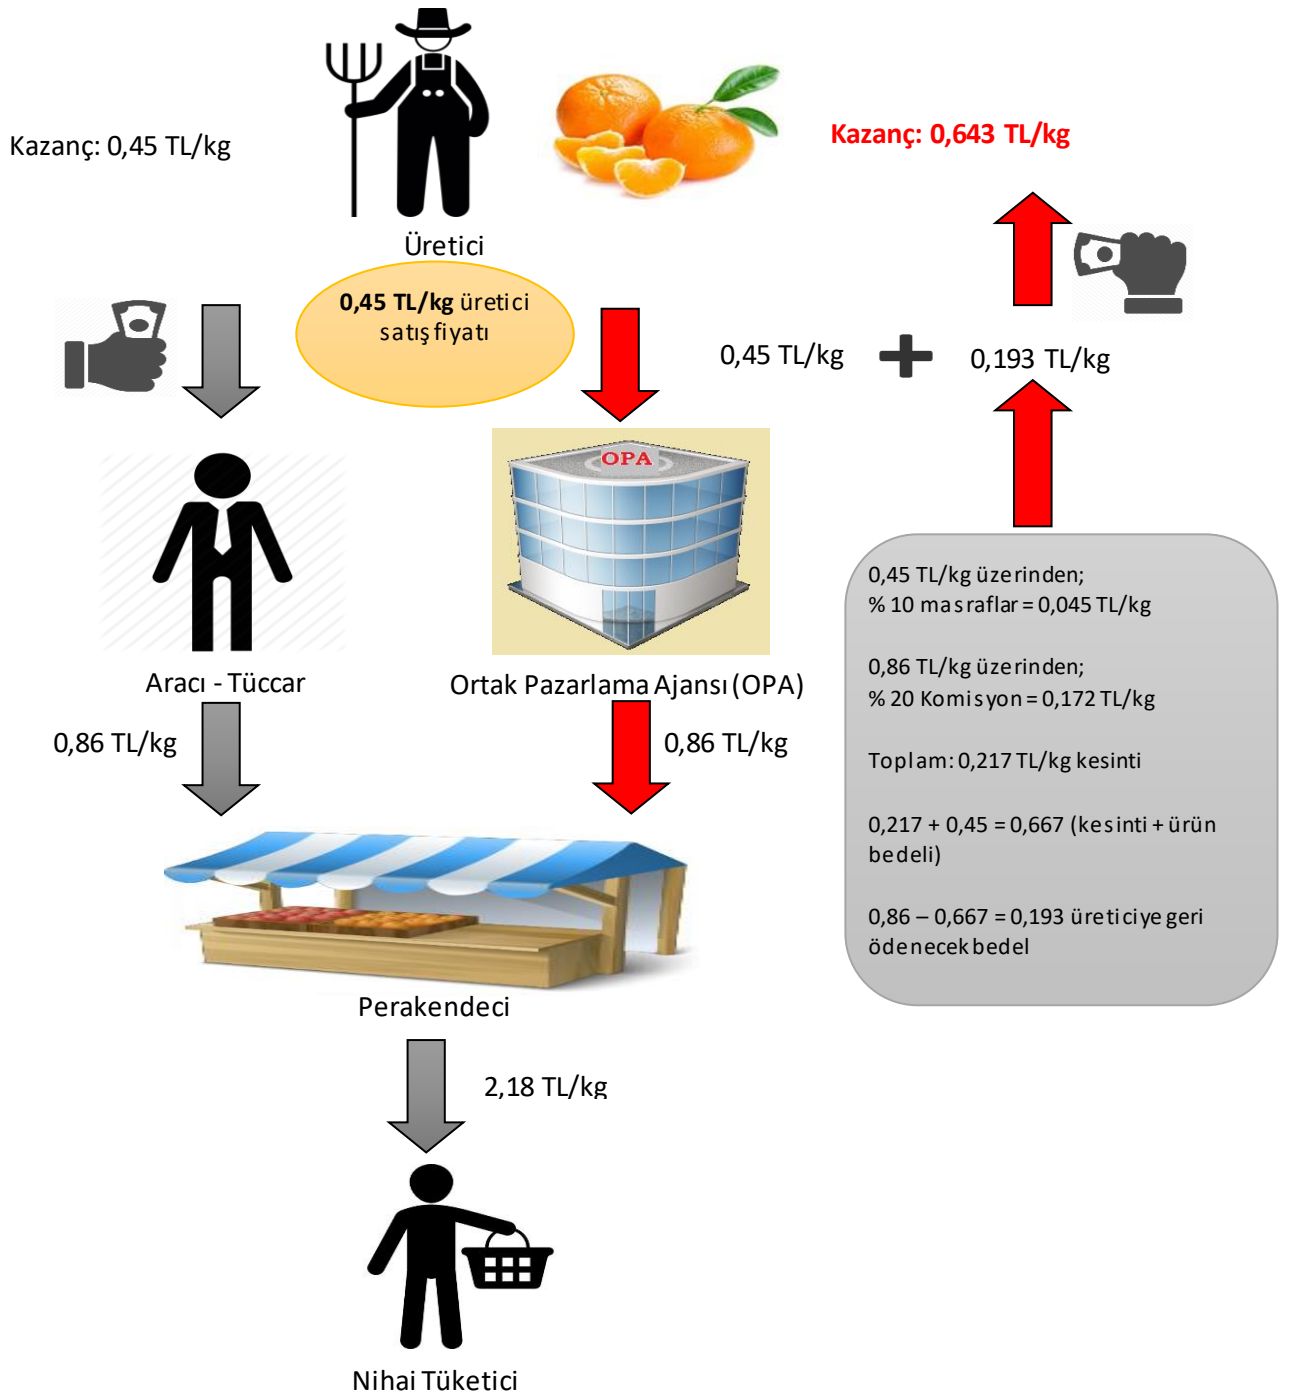 Kazanç: 0,45 TL/kg
Kazanç: 0,643 TL/kg
Üretici
0,45 TL/kg üretici
satış fiyatı
0,45 TL/kg
0,193 TL/kg
OPA
Aracı - Tüccar
Ortak Pazarlama Ajansı (OPA)
0,86 TL/kg
0,86 TL/kg
0,45 TL/kg üzerinden;
% 10 masraflar = 0,045 TL/kg
0,86 TL/kg üzerinden;
% 20 Komisyon = 0,172 TL/kg
Toplam: 0,217 TL/kg kesinti
0,217 + 0,45 = 0,667 (kesinti + ürün
bedeli)
0,86 – 0,667 = 0,193 üreticiye geri
ödenecek bedel
Perakendeci
2,18 TL/kg
Nihai Tüketici